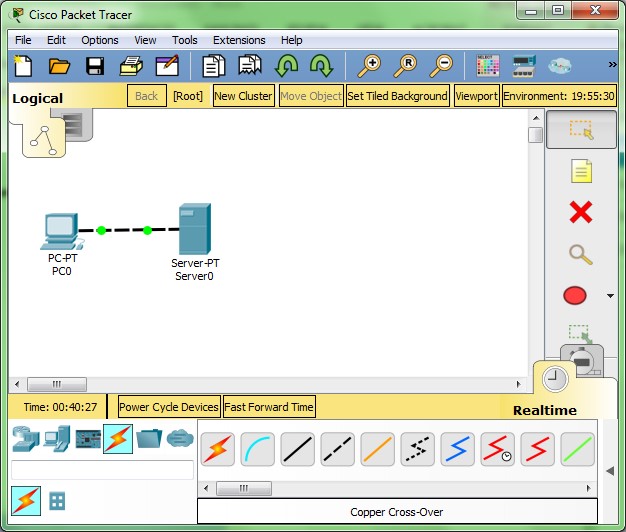 Cisco Packet Tracer
File Edit Options View Tools Extensions Help
Logical Back [Root] New Cluster Move Object Set Tiled Background Viewport Environment: 19:55:30
PC-PT
PC0
Server-PT
Server0
Time: 00:40:27 Power Cycle Devices Fast Forward Time Realtime
Copper Cross-Over